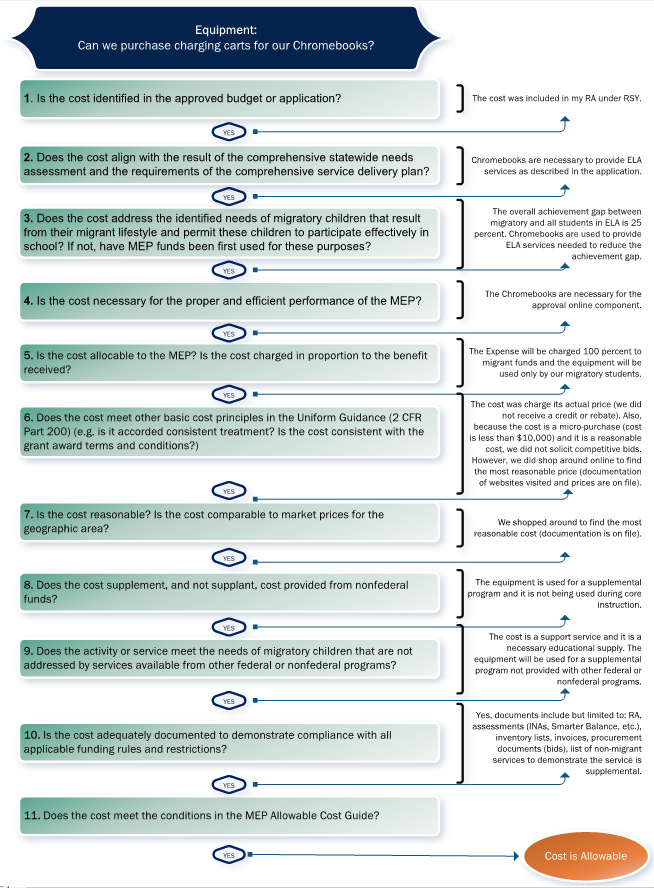 Equipment:
Can we purchase charging carts for our Chromebooks?
1. Is the cost identified in the approved budget or application?
The cost was included in my RA under RSY.
YES
2. Does the cost align with the result of the comprehensive statewide needs
assessment and the requirements of the comprehensive service delivery plan?
Chromebooks are necessary to provide ELA
services as described in the application.
YES
3. Does the cost address the identified needs of migratory children that result
from their migrant lifestyle and permit these children to participate effectively in
school? If not, have MEP funds been first used for these purposes?
The overall achievement gap between
migratory and all students in ELA is 25
percent. Chromebooks are used to provide
ELA services needed to reduce the
achievement gap.
YES
4. Is the cost necessary for the proper and efficient performance of the MEP?
The Chromebooks are necessary for the
approval online component.
YES
5. Is the cost allocable to the MEP? Is the cost charged in proportion to the benefit
received?
The Expense will be charged 100 percent to
migrant funds and the equipment will be
used only by our migratory students.
YES
6. Does the cost meet other basic cost principles in the Uniform Guidance (2 CFR
Part 200) (e.g. is it accorded consistent treatment? Is the cost consistent with the
grant award terms and conditions?)
The cost was charge its actual price (we did
not receive a credit or rebate). Also,
because the cost is a micro-purchase (cost
is less than $10,000) and it is a reasonable
cost, we did not solicit competitive bids.
However, we did shop around online to find
the most reasonable price (documentation
of websites visited and prices are on file).
YES
7. Is the cost reasonable? Is the cost comparable to market prices for the
geographic area?
We shopped around to find the most
reasonable cost (documentation is on file).
YES
8. Does the cost supplement, and not supplant, cost provided from nonfederal
funds?
The equipment is used for a supplemental
program and it is not being used during core
instruction.
YES
9. Does the activity or service meet the needs of migratory children that are not
addressed by services available from other federal or nonfederal programs?
The cost is a support service and it is a
necessary educational supply. The
equipment will be used for a supplemental
program not provided with other federal or
nonfederal programs.
YES
10. Is the cost adequately documented to demonstrate compliance with all
applicable funding rules and restrictions?
Yes, documents include but limited to: RA,
assessments (INAs, Smarter Balance, etc.),
inventory lists, invoices, procurement
documents (bids), list of non-migrant
services to demonstrate the service is
supplemental.
YES
11. Does the cost meet the conditions in the MEP Allowable Cost Guide?
YES
Cost is Allowable